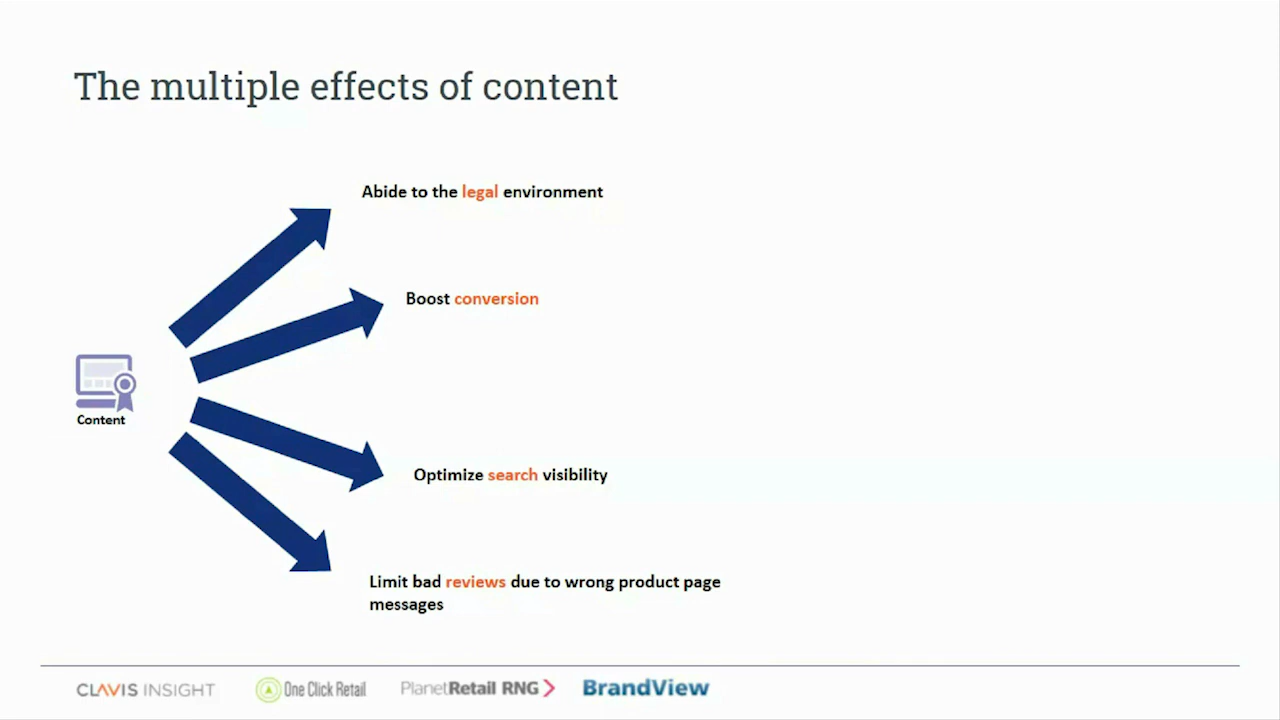 The multiple effects of content
Abide to the legal environment
Boost conversion
Content
Optimize search visibility
Limit bad reviews due to wrong product page
messages
CLAVIS INSIGHT
One Click Retail
PlanetRetail RNG
BrandView